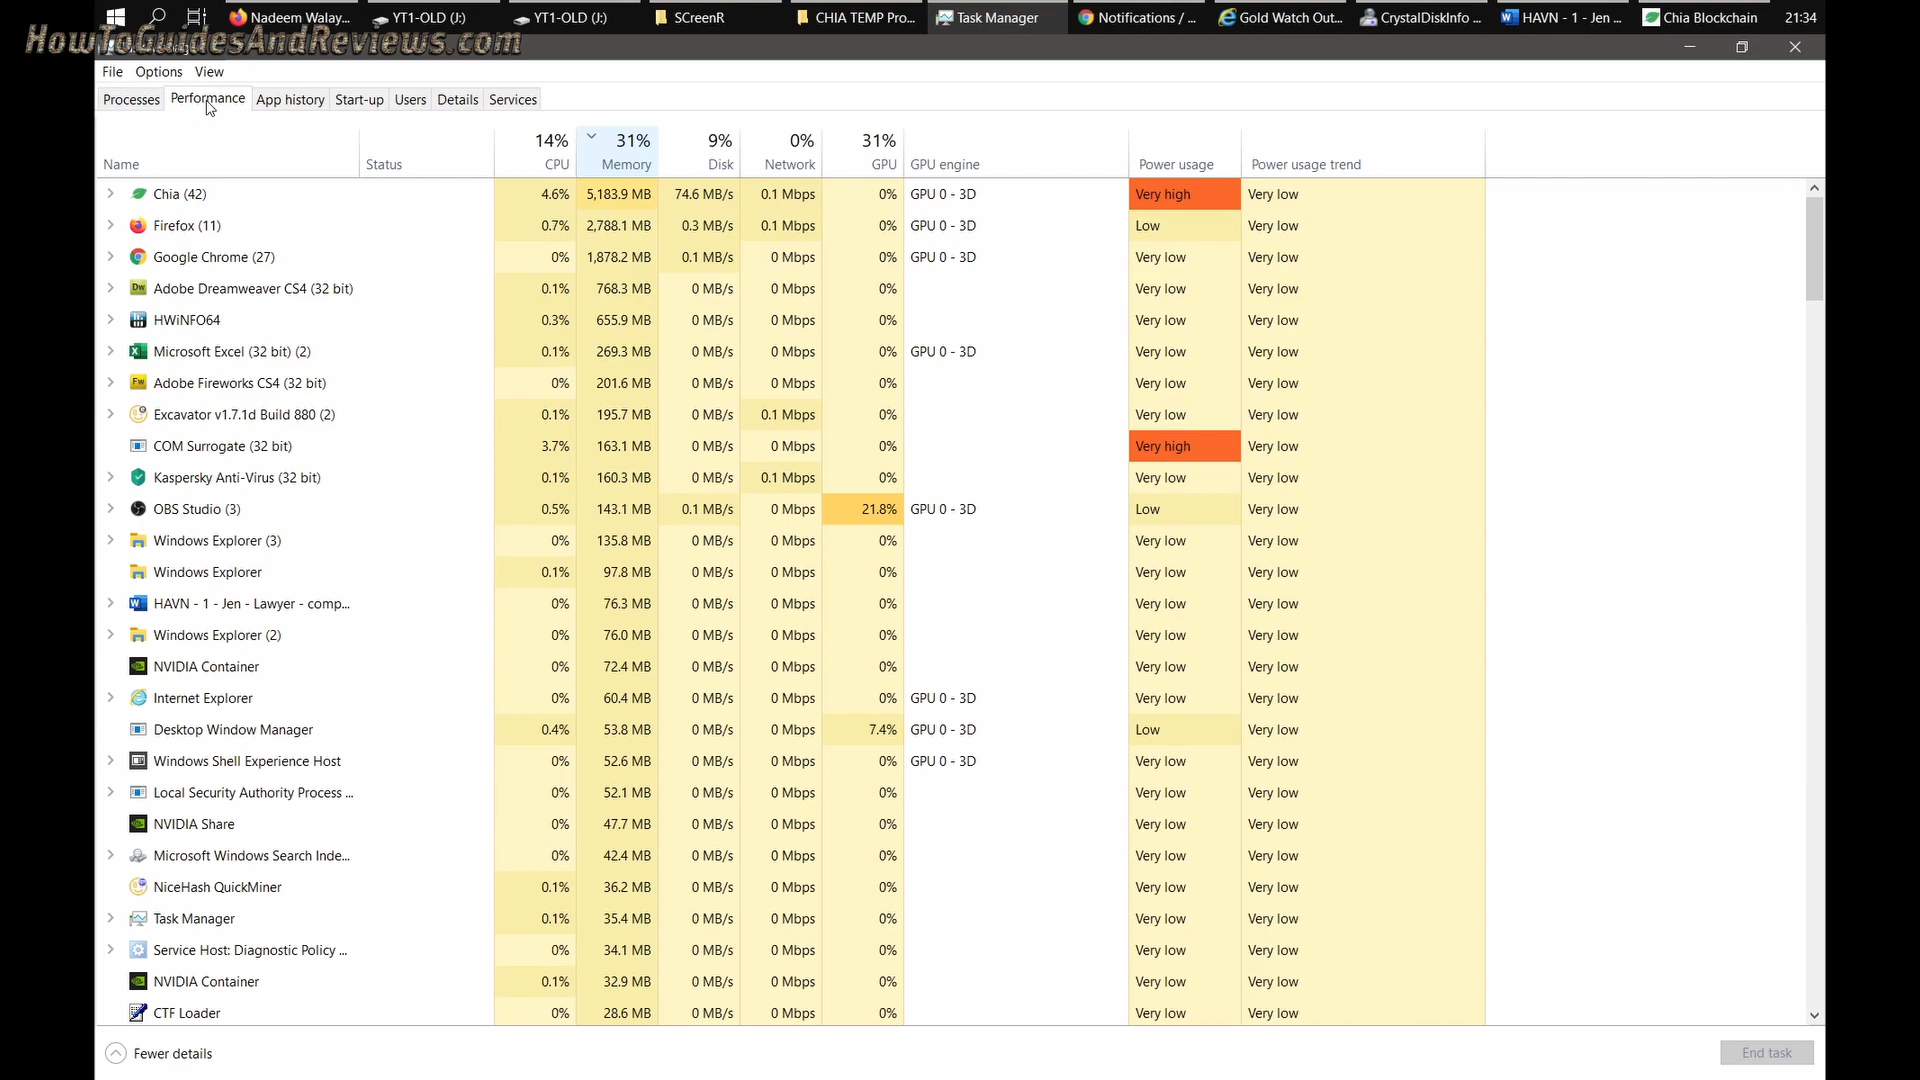 Nadeem Walay... YT1-OLD (J:) YT1-OLD (J:) SCreenR CHIA TEMP Pro... Task Manager Notifications / ... Gold Watch Out... CrystalDiskInfo ... HAVN - 1 - Jen ... Chia Blockchain 21:34
HowToGuidesAndReviews.com
File Options View
Processes Performance App history Start-up Users Details Services
14% 31% 9% 0% 31%
Name Status CPU Memory Disk Network GPU GPU engine Power usage Power usage trend
Chia (42) 4.6% 5,183.9 MB 74.6 MB/s 0.1 Mbps 0% GPU 0 - 3D Very high Very low
Firefox (11) 0.7% 2,788.1 MB 0.3 MB/s 0.1 Mbps 0% GPU 0 - 3D Low Very low
Google Chrome (27) 0% 1,878.2 MB 0.1 MB/s 0 Mbps 0% GPU 0 - 3D Very low Very low
Adobe Dreamweaver CS4 (32 bit) 0.1% 768.3 MB 0 MB/s 0 Mbps 0% Very low Very low
HWiNFO64 0.3% 655.9 MB 0 MB/s 0 Mbps 0% Very low Very low
Microsoft Excel (32 bit) (2) 0.1% 269.3 MB 0 MB/s 0 Mbps 0% GPU 0 - 3D Very low Very low
Adobe Fireworks CS4 (32 bit) 0% 201.6 MB 0 MB/s 0 Mbps 0% Very low Very low
Excavator v1.7.1d Build 880 (2) 0.1% 195.7 MB 0 MB/s 0.1 Mbps 0% Very low Very low
COM Surrogate (32 bit) 3.7% 163.1 MB 0 MB/s 0 Mbps 0% Very high Very low
Kaspersky Anti-Virus (32 bit) 0.1% 160.3 MB 0 MB/s 0.1 Mbps 0% Very low Very low
OBS Studio (3) 0.5% 143.1 MB 0.1 MB/s 0 Mbps 21.8% GPU 0 - 3D Low Very low
Windows Explorer (3) 0% 135.8 MB 0 MB/s 0 Mbps 0% Very low Very low
Windows Explorer 0.1% 97.8 MB 0 MB/s 0 Mbps 0% Very low Very low
HAVN - 1 - Jen - Lawyer - comp... 0% 76.3 MB 0 MB/s 0 Mbps 0% Very low Very low
Windows Explorer (2) 0% 76.0 MB 0 MB/s 0 Mbps 0% Very low Very low
NVIDIA Container 0% 72.4 MB 0 MB/s 0 Mbps 0% Very low Very low
Internet Explorer 0% 60.4 MB 0 MB/s 0 Mbps 0% GPU 0 - 3D Very low Very low
Desktop Window Manager 0.4% 53.8 MB 0 MB/s 0 Mbps 7.4% GPU 0 - 3D Low Very low
Windows Shell Experience Host 0% 52.6 MB 0 MB/s 0 Mbps 0% GPU 0 - 3D Very low Very low
Local Security Authority Process ... 0% 52.1 MB 0 MB/s 0 Mbps 0% Very low Very low
NVIDIA Share 0% 47.7 MB 0 MB/s 0 Mbps 0% Very low Very low
Microsoft Windows Search Inde... 0% 42.4 MB 0 MB/s 0 Mbps 0% Very low Very low
NiceHash QuickMiner 0.1% 36.2 MB 0 MB/s 0 Mbps 0% Very low Very low
Task Manager 0.1% 35.4 MB 0 MB/s 0 Mbps 0% Very low Very low
Service Host: Diagnostic Policy ... 0% 34.1 MB 0 MB/s 0 Mbps 0% Very low Very low
NVIDIA Container 0.1% 32.9 MB 0 MB/s 0 Mbps 0% Very low Very low
CTF Loader 0% 28.6 MB 0 MB/s 0 Mbps 0% Very low Very low
Fewer details End task